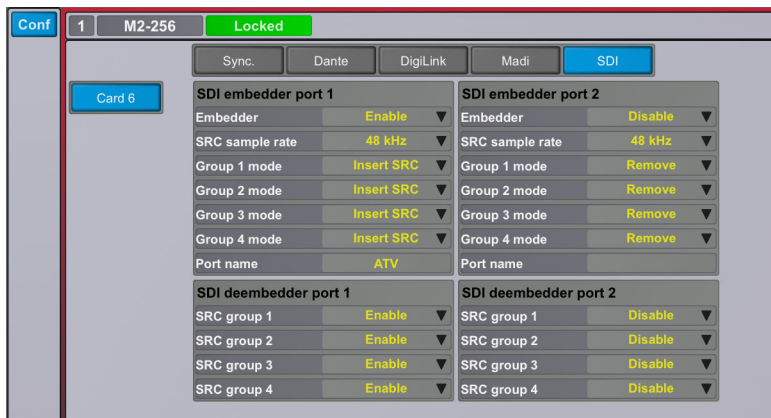 Conf 1 M2-256 Locked
Sync. Dante DigiLink Madi SDI
Card 6
SDI embedder port 1
Embedder Enable
SRC sample rate 48 kHz
Group 1 mode Insert SRC
Group 2 mode Insert SRC
Group 3 mode Insert SRC
Group 4 mode Insert SRC
Port name ATV
SDI embedder port 2
Embedder Disable
SRC sample rate 48 kHz
Group 1 mode Remove
Group 2 mode Remove
Group 3 mode Remove
Group 4 mode Remove
Port name
SDI deembedder port 1
SRC group 1 Enable
SRC group 2 Enable
SRC group 3 Enable
SRC group 4 Enable
SDI deembedder port 2
SRC group 1 Disable
SRC group 2 Disable
SRC group 3 Disable
SRC group 4 Disable